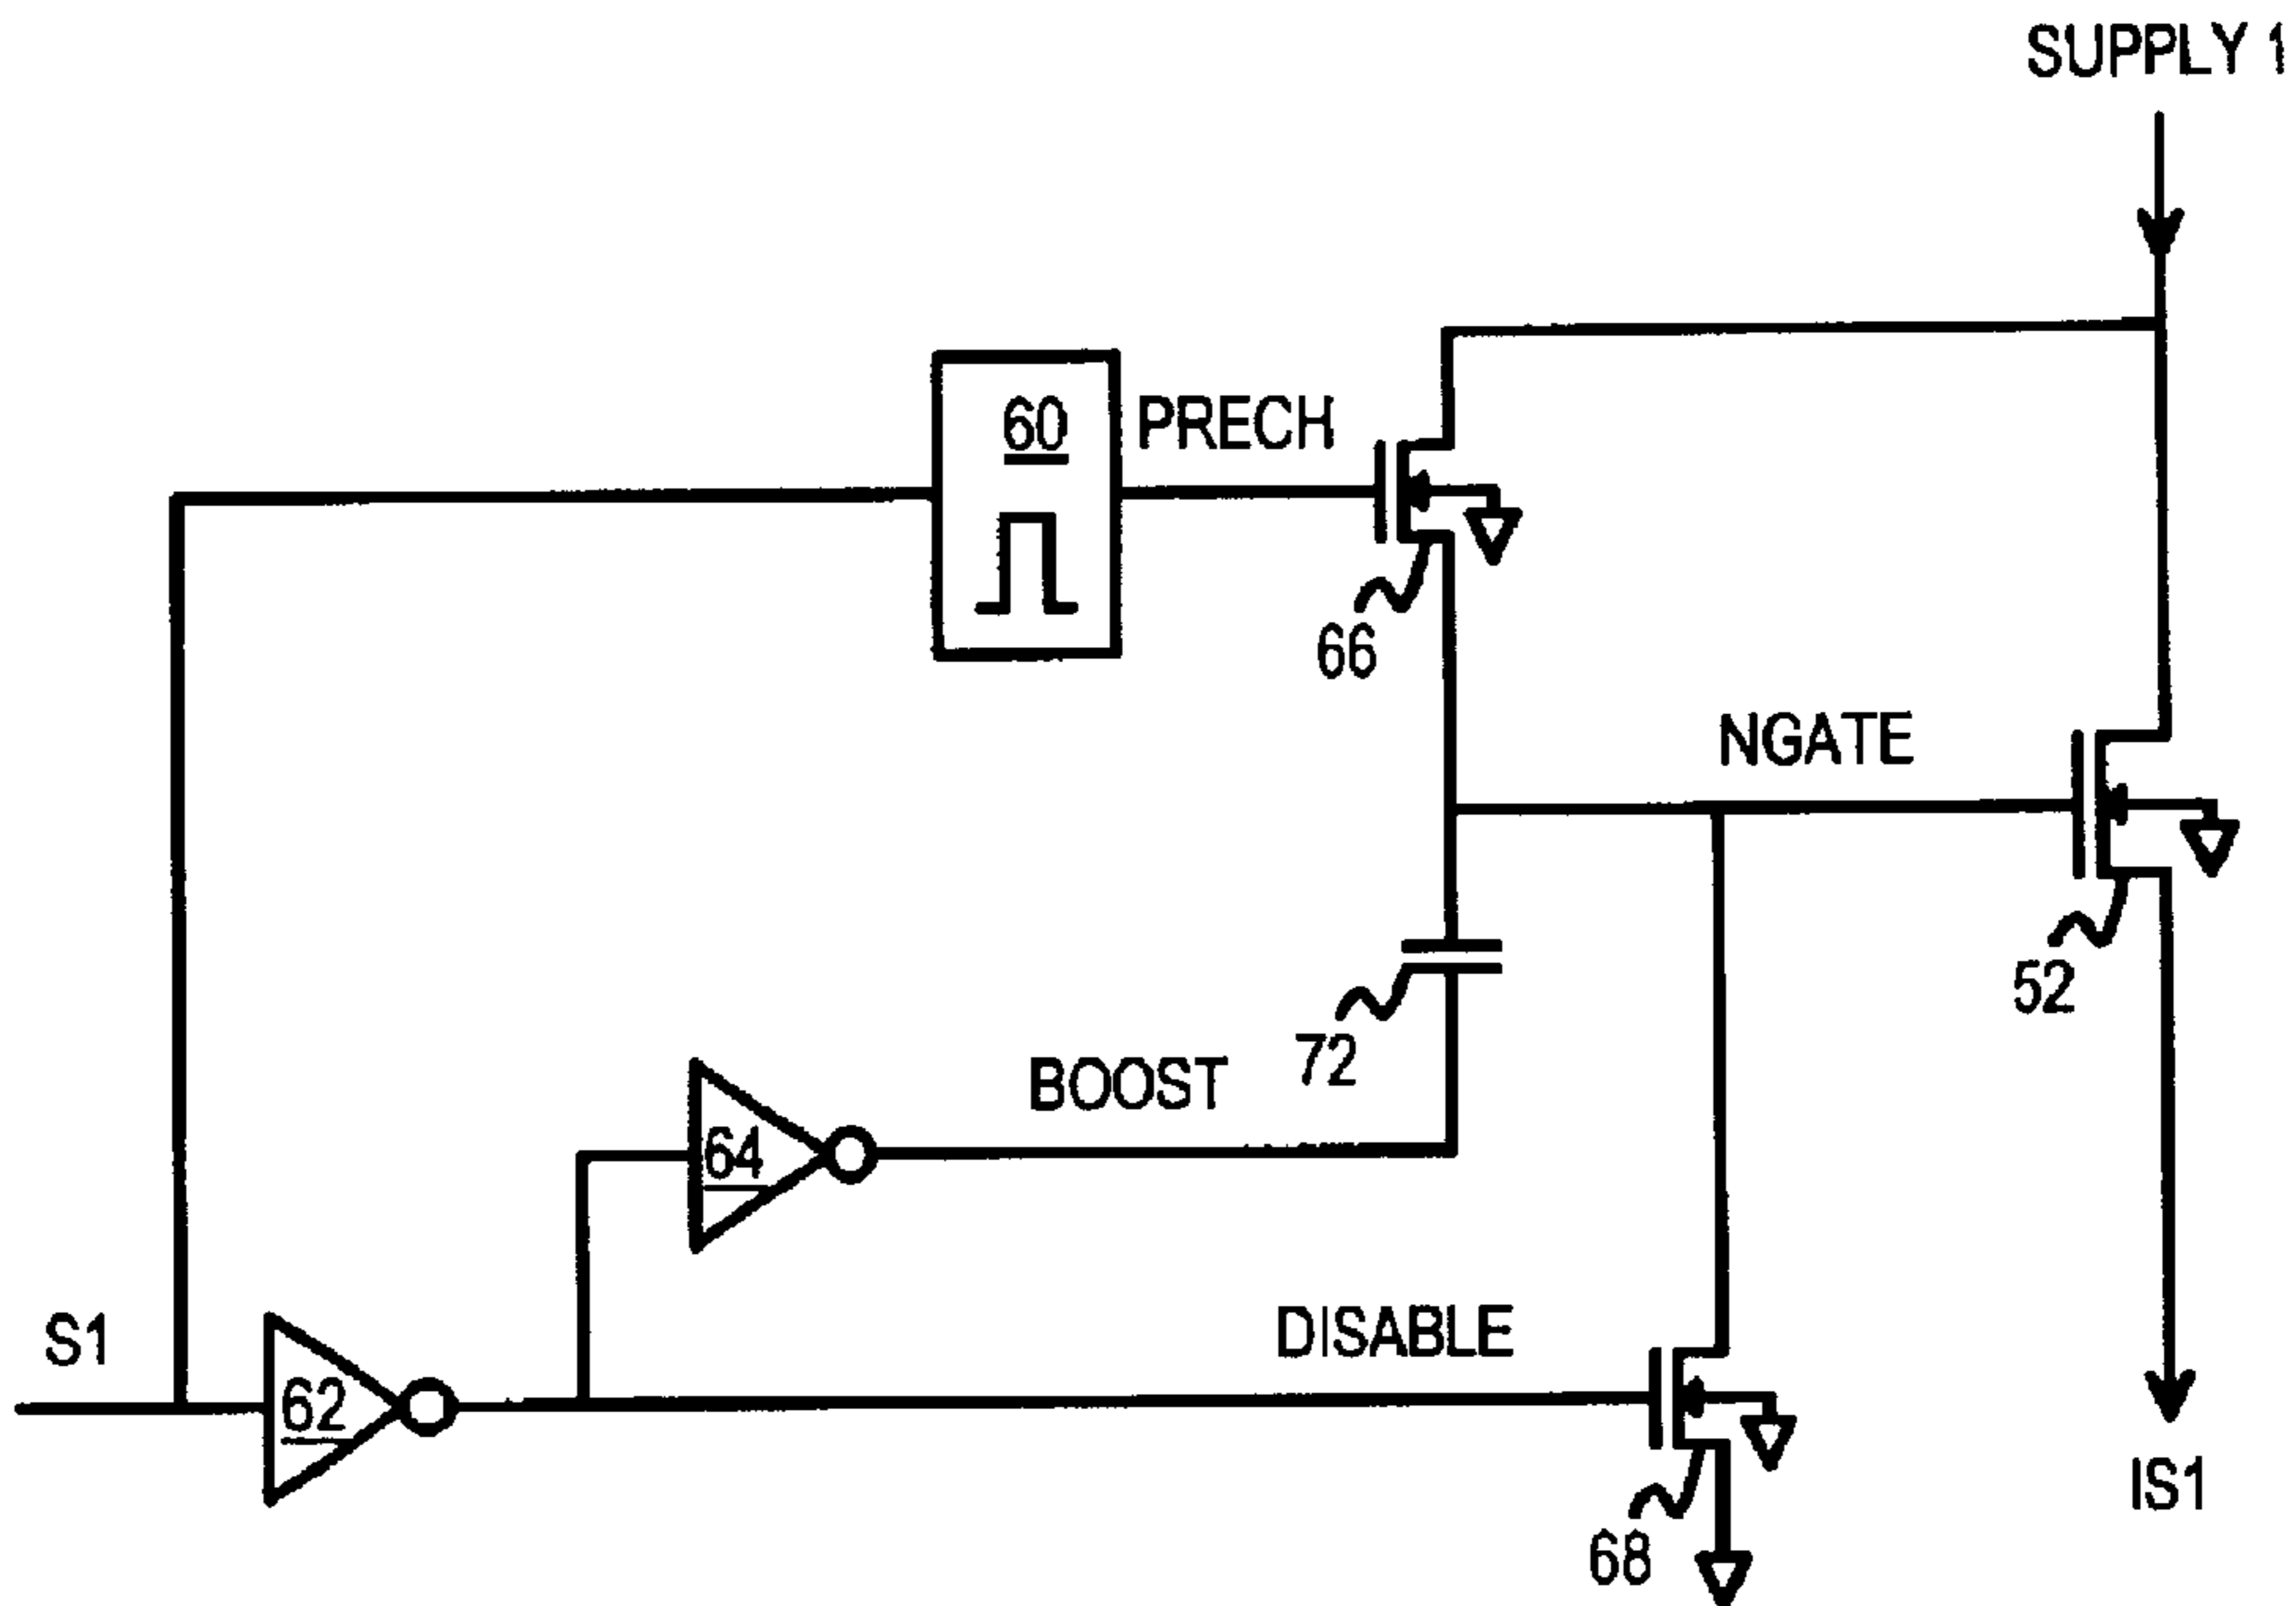 SUPPLY 1
60
PRECH
66
NGATE
52
72
BOOST
64
DISABLE
S1
62
IS1
68